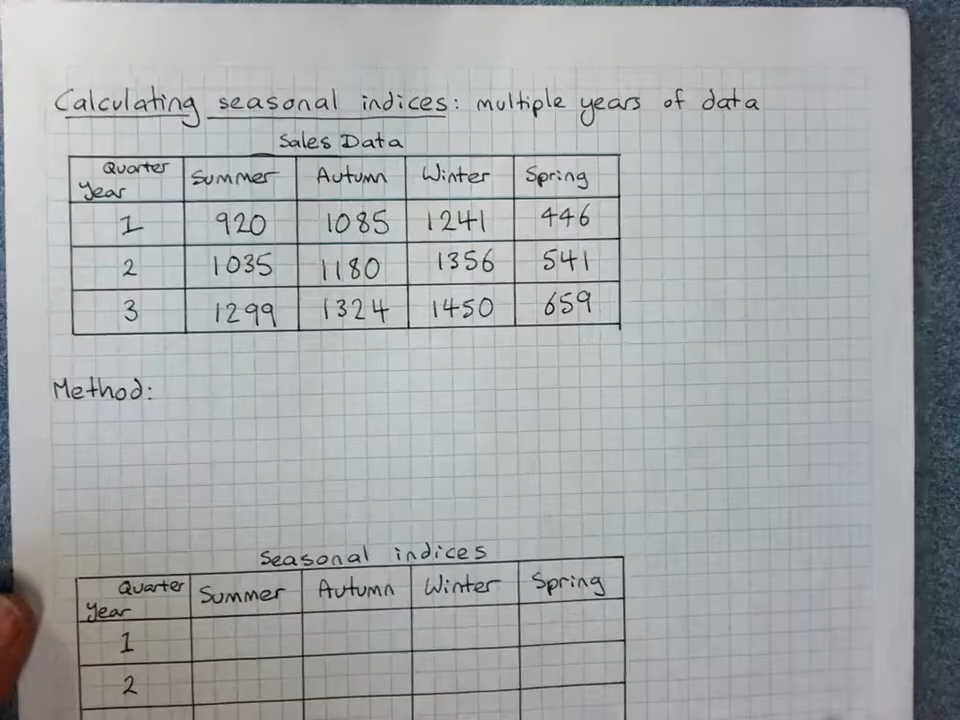 Calculating seasonal indices: multiple years of data
Sales Data
Quarter Year Summer Autumn Winter Spring
1 920 1085 1241 446
2 1035 1180 1356 541
3 1299 1324 1450 659
Method:
Seasonal indices
Quarter Year Summer Autumn Winter Spring
1
2